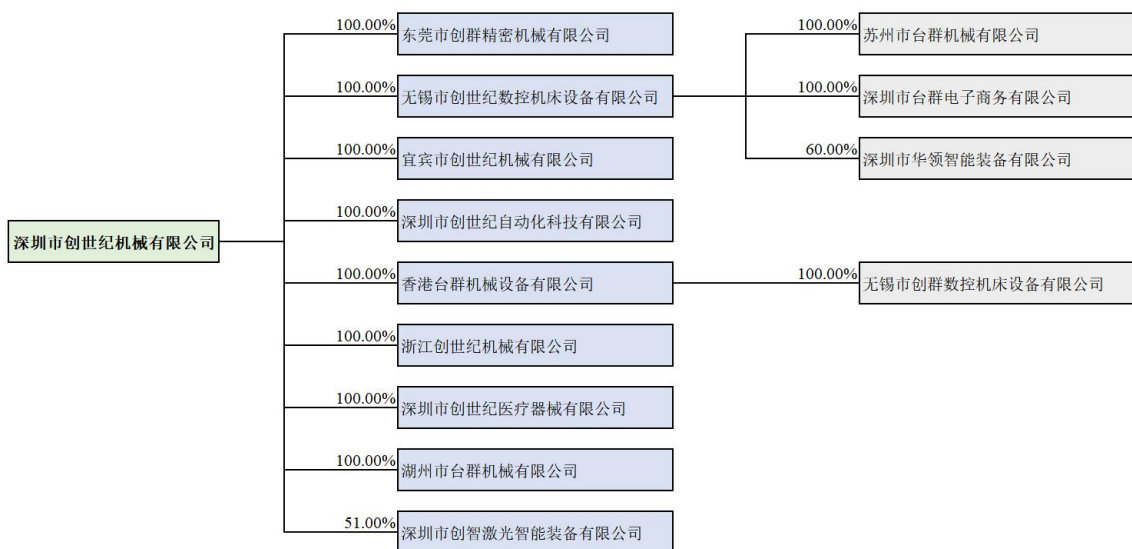 100.00%
东莞市创群精密机械有限公司
100.00%
苏州市台群机械有限公司
100.00%
无锡市创世纪数控机床设备有限公司
100.00%
深圳市台群电子商务有限公司
100.00%
宜宾市创世纪机械有限公司
60.00%
深圳市华领智能装备有限公司
100.00%
深圳市创世纪自动化科技有限公司
深圳市创世纪机械有限公司
100.00%
香港台群机械设备有限公司
100.00%
无锡市创群数控机床设备有限公司
100.00%
浙江创世纪机械有限公司
100.00%
深圳市创世纪医疗器械有限公司
100.00%
湖州市台群机械有限公司
51.00%
深圳市创智激光智能装备有限公司